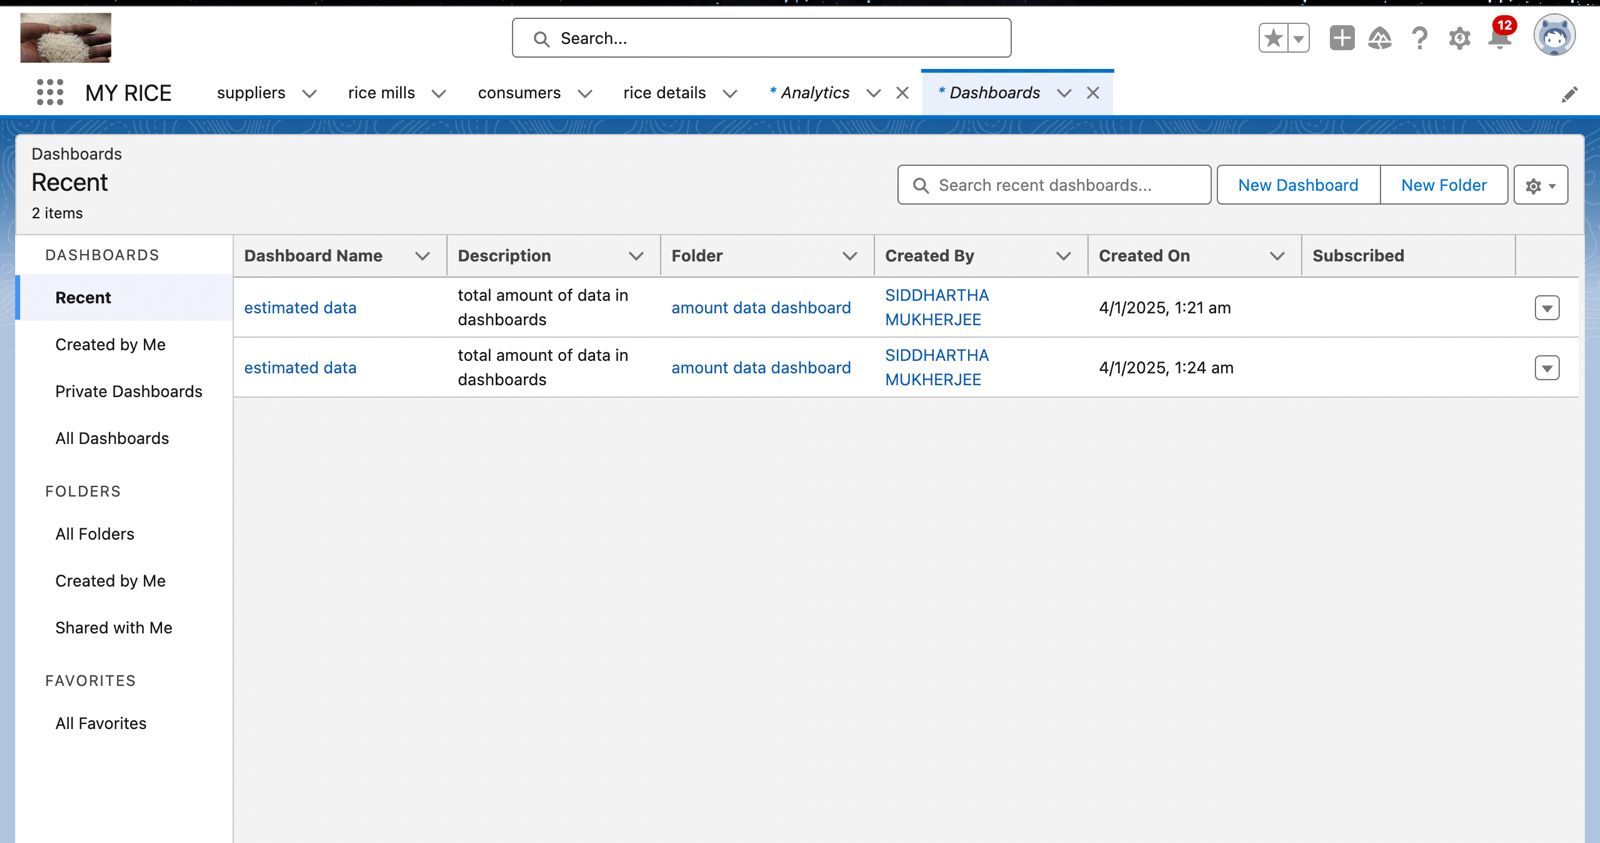 Search...
12
MY RICE
suppliers
rice mills
consumers
rice details
* Analytics
* Dashboards
Dashboards
Recent
2 items
Search recent dashboards...
New Dashboard
New Folder
DASHBOARDS
Recent
Created by Me
Private Dashboards
All Dashboards
FOLDERS
All Folders
Created by Me
Shared with Me
FAVORITES
All Favorites
Dashboard Name
Description
Folder
Created By
Created On
Subscribed
estimated data
total amount of data in
dashboards
amount data dashboard
SIDDHARTHA
MUKHERJEE
4/1/2025, 1:21 am
estimated data
total amount of data in
dashboards
amount data dashboard
SIDDHARTHA
MUKHERJEE
4/1/2025, 1:24 am